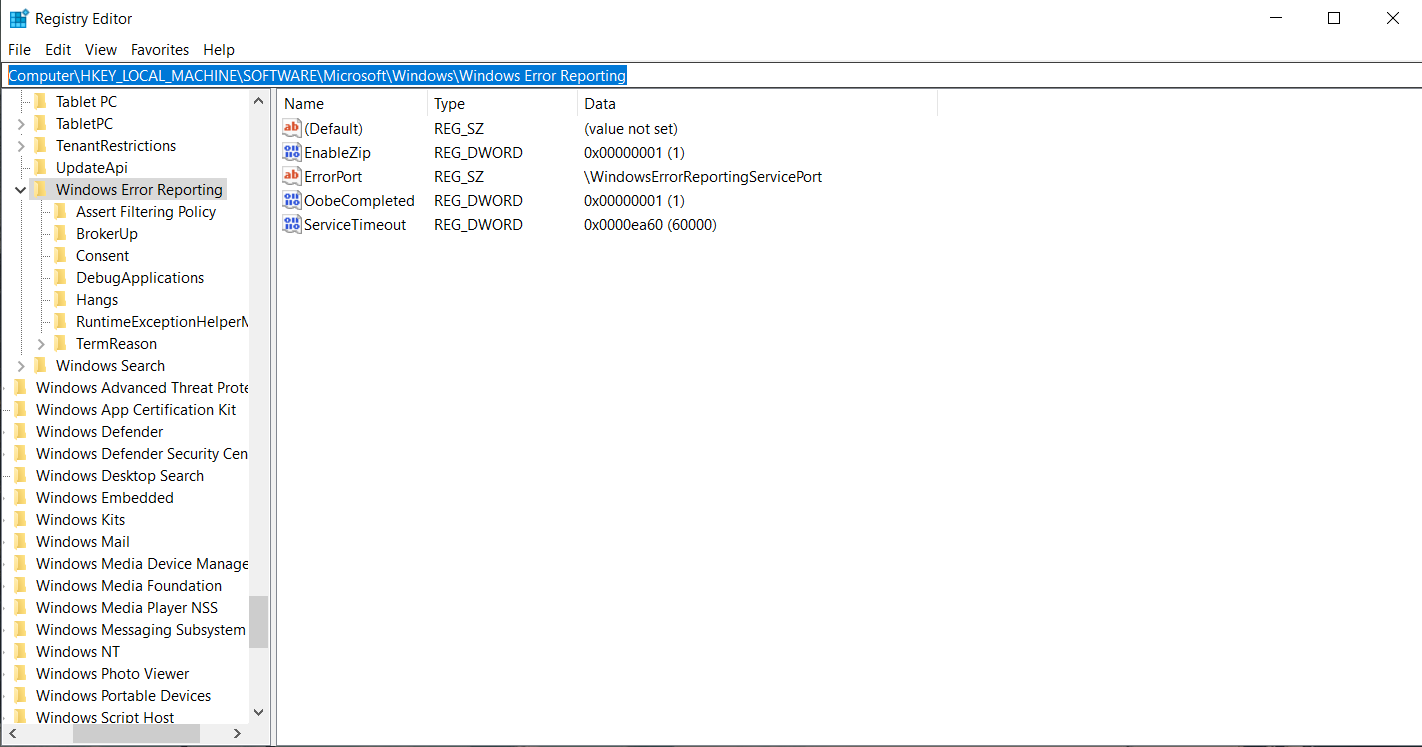 Registry Editor
File Edit View Favorites Help
Computer\HKEY_LOCAL_MACHINE\SOFTWARE\Microsoft\Windows\Windows Error Reporting
Tablet PC
TabletPC
TenantRestrictions
UpdateApi
Windows Error Reporting
Assert Filtering Policy
BrokerUp
Consent
DebugApplications
Hangs
RuntimeExceptionHelperM
TermReason
Windows Search
Windows Advanced Threat Prote
Windows App Certification Kit
Windows Defender
Windows Defender Security Cen
Windows Desktop Search
Windows Embedded
Windows Kits
Windows Mail
Windows Media Device Manage
Windows Media Foundation
Windows Media Player NSS
Windows Messaging Subsystem
Windows NT
Windows Photo Viewer
Windows Portable Devices
Windows Script Host
Name Type Data
(Default) REG_SZ (value not set)
EnableZip REG_DWORD 0x00000001 (1)
ErrorPort REG_SZ \WindowsErrorReportingServicePort
OobeCompleted REG_DWORD 0x00000001 (1)
ServiceTimeout REG_DWORD 0x0000ea60 (60000)